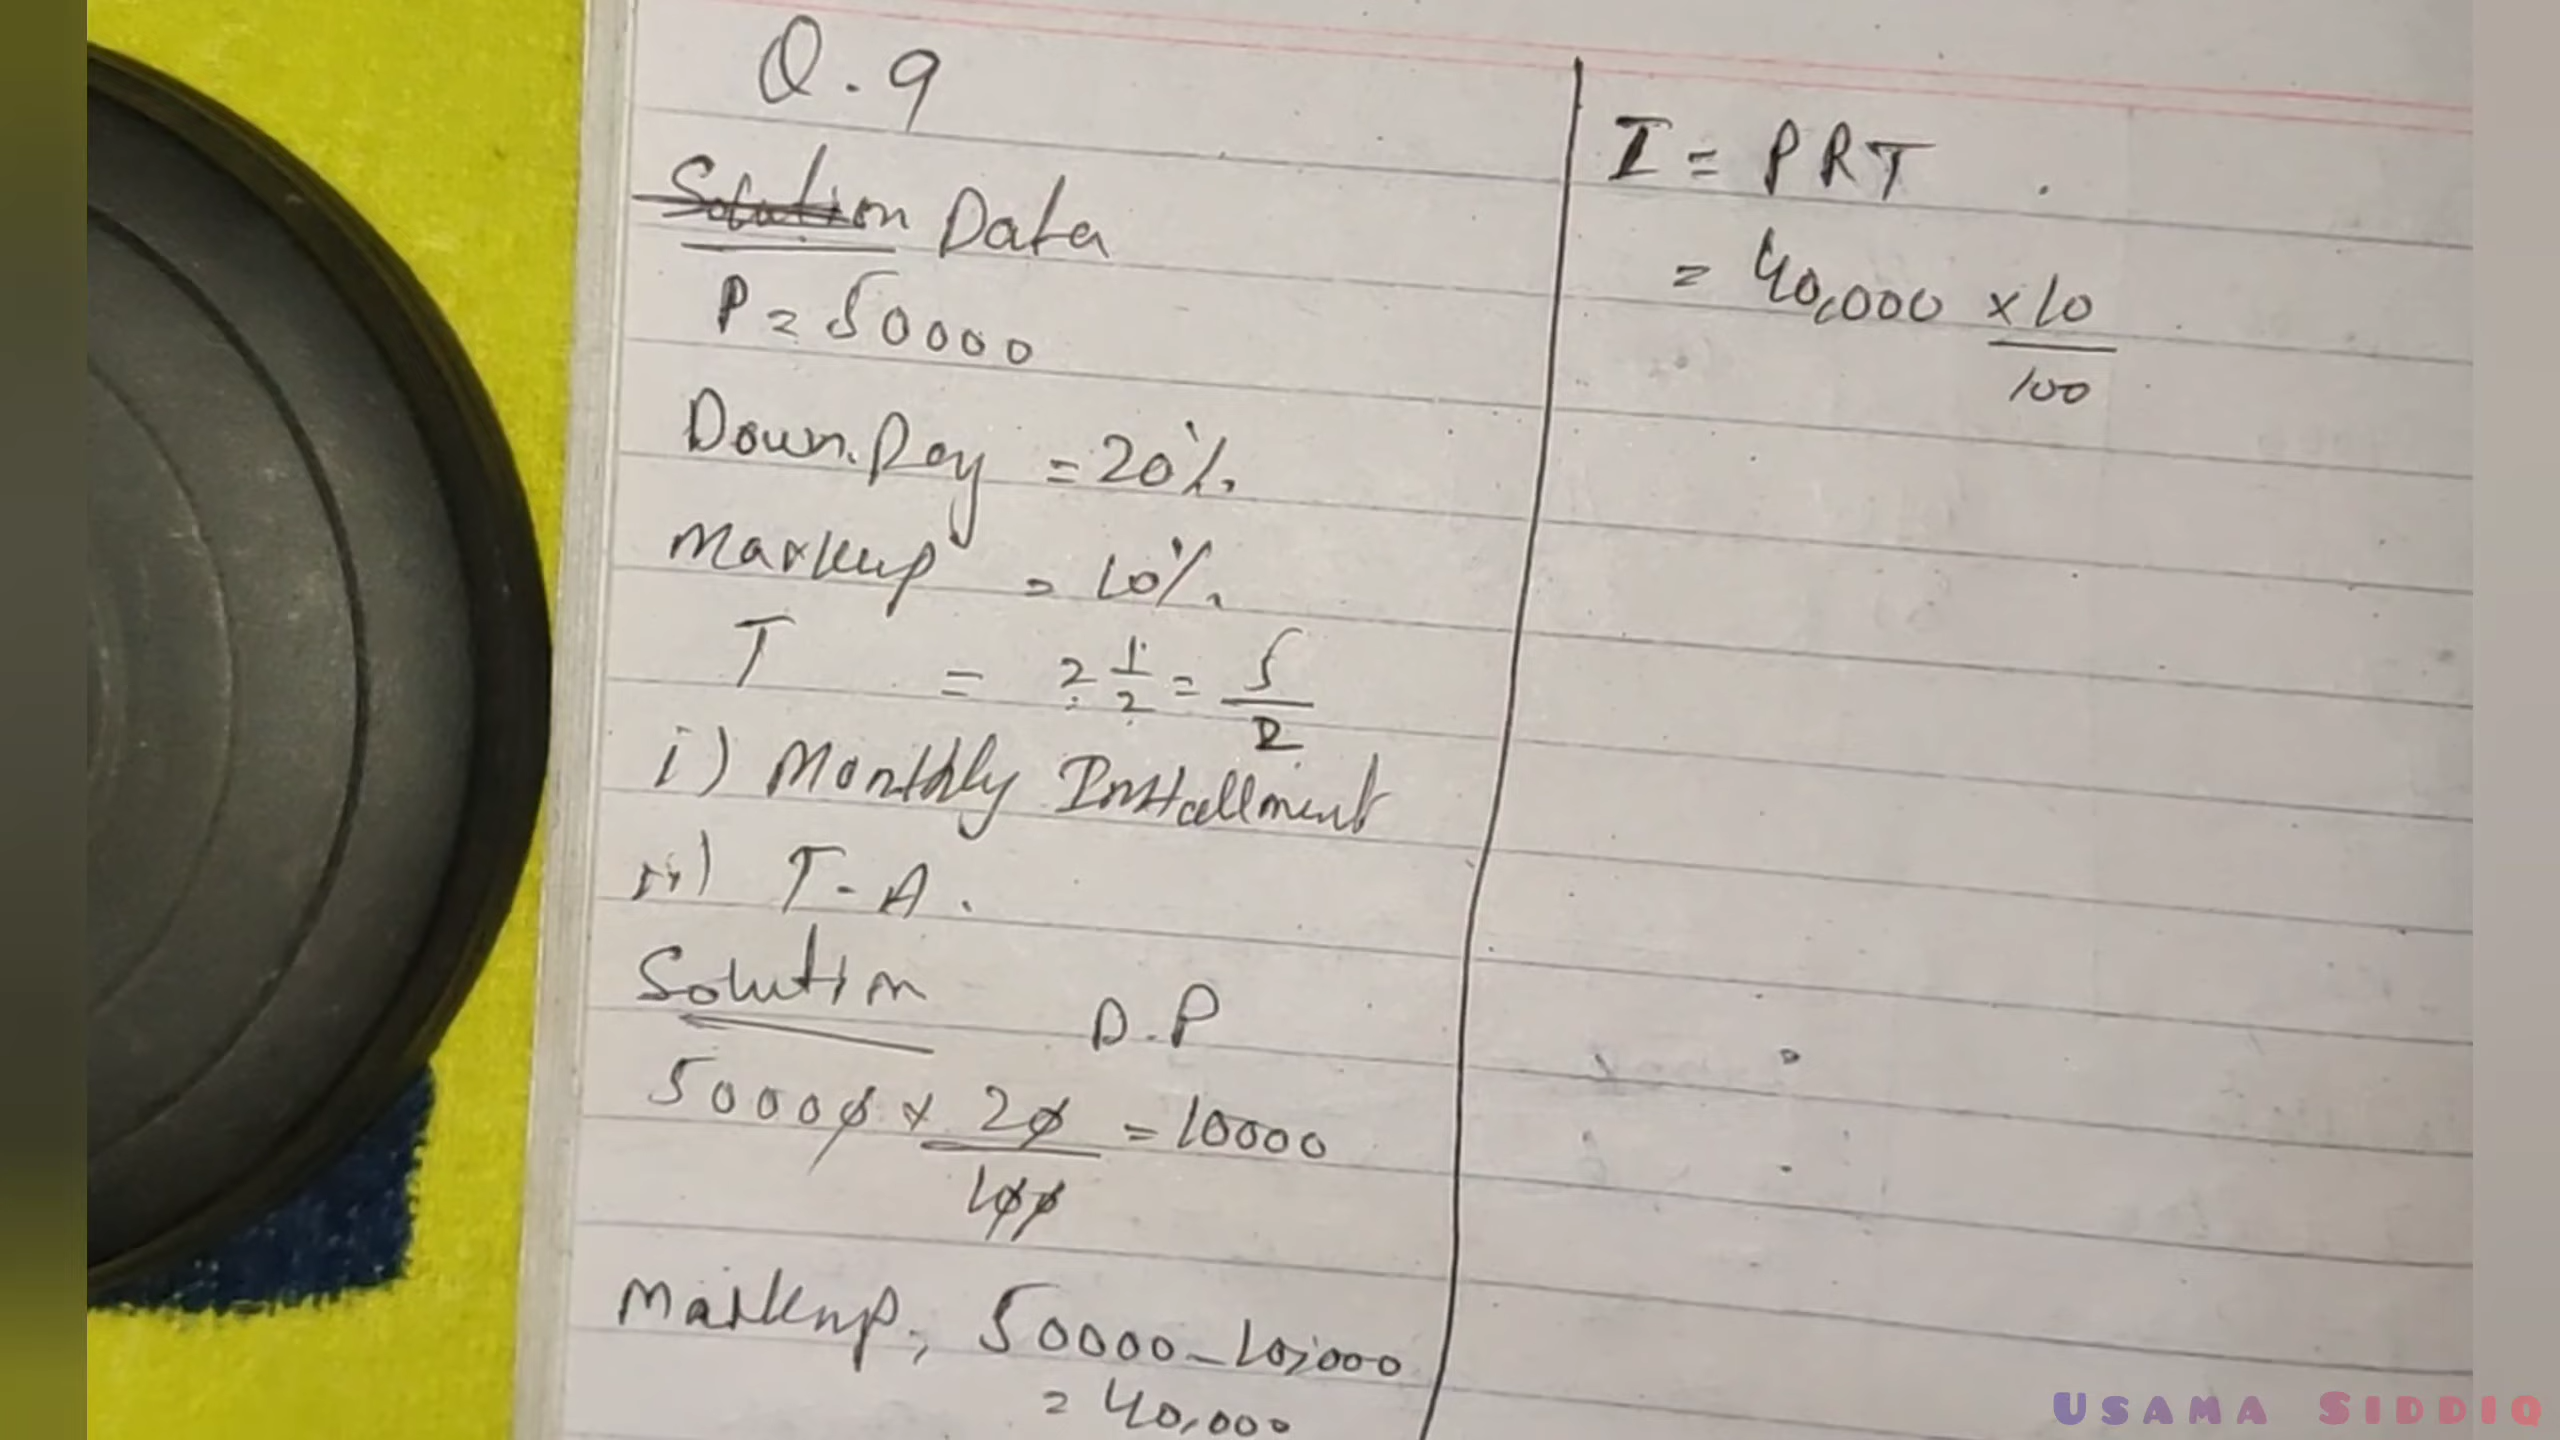 Q.9
Solution Data
P = 50000
Down.Pay = 20%.
Markup = 10%.
T = 2 1/2 = 5/2
i) Monthly Installment
ii) T-A.
Solution D.P
50000 x 20/100 = 10000
Markup, 50000-10,000
= 40,000
I = PRT
= 40,000 x 10/100
USAMA SIDDIQ